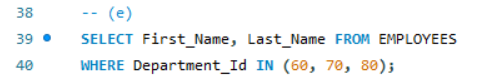 38 -- (e)
39 SELECT First_Name, Last_Name FROM EMPLOYEES
40 WHERE Department_Id IN (60, 70, 80);